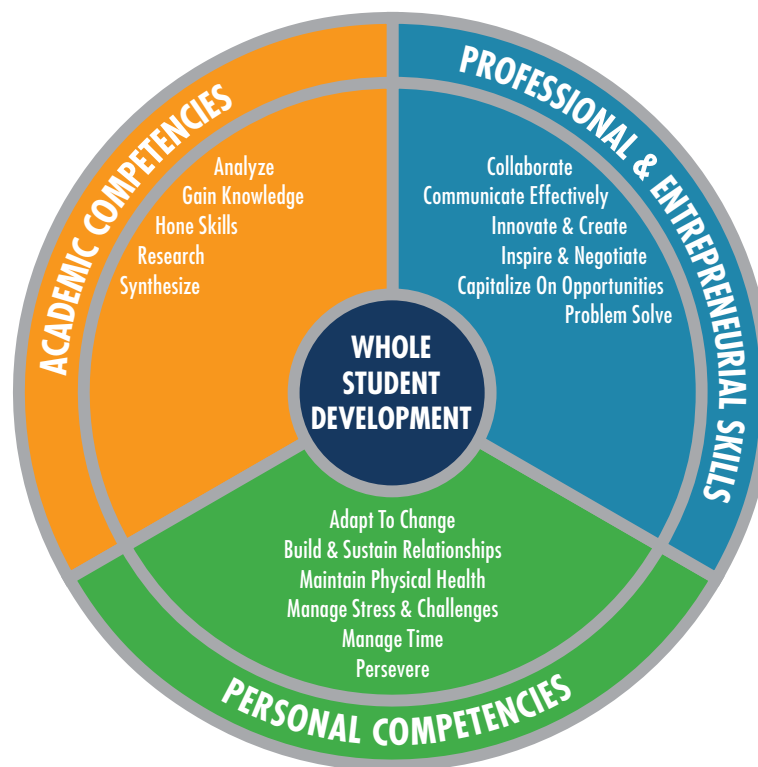 ACADEMIC COMPETENCIES
Analyze
Gain Knowledge
Hone Skills
Research
Synthesize
PROFESSIONAL & ENTREPRENEURIAL SKILLS
Collaborate
Communicate Effectively
Innovate & Create
Inspire & Negotiate
Capitalize On Opportunities
Problem Solve
WHOLE
STUDENT
DEVELOPMENT
Adapt To Change
Build & Sustain Relationships
Maintain Physical Health
Manage Stress & Challenges
Manage Time
Persevere
PERSONAL COMPETENCIES